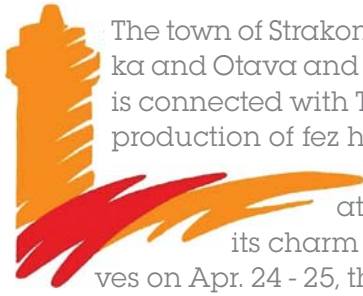 The town of Strakon
ka and Otava and
is connected with T
production of fez h
at
its charm
ves on Apr. 24 - 25, th